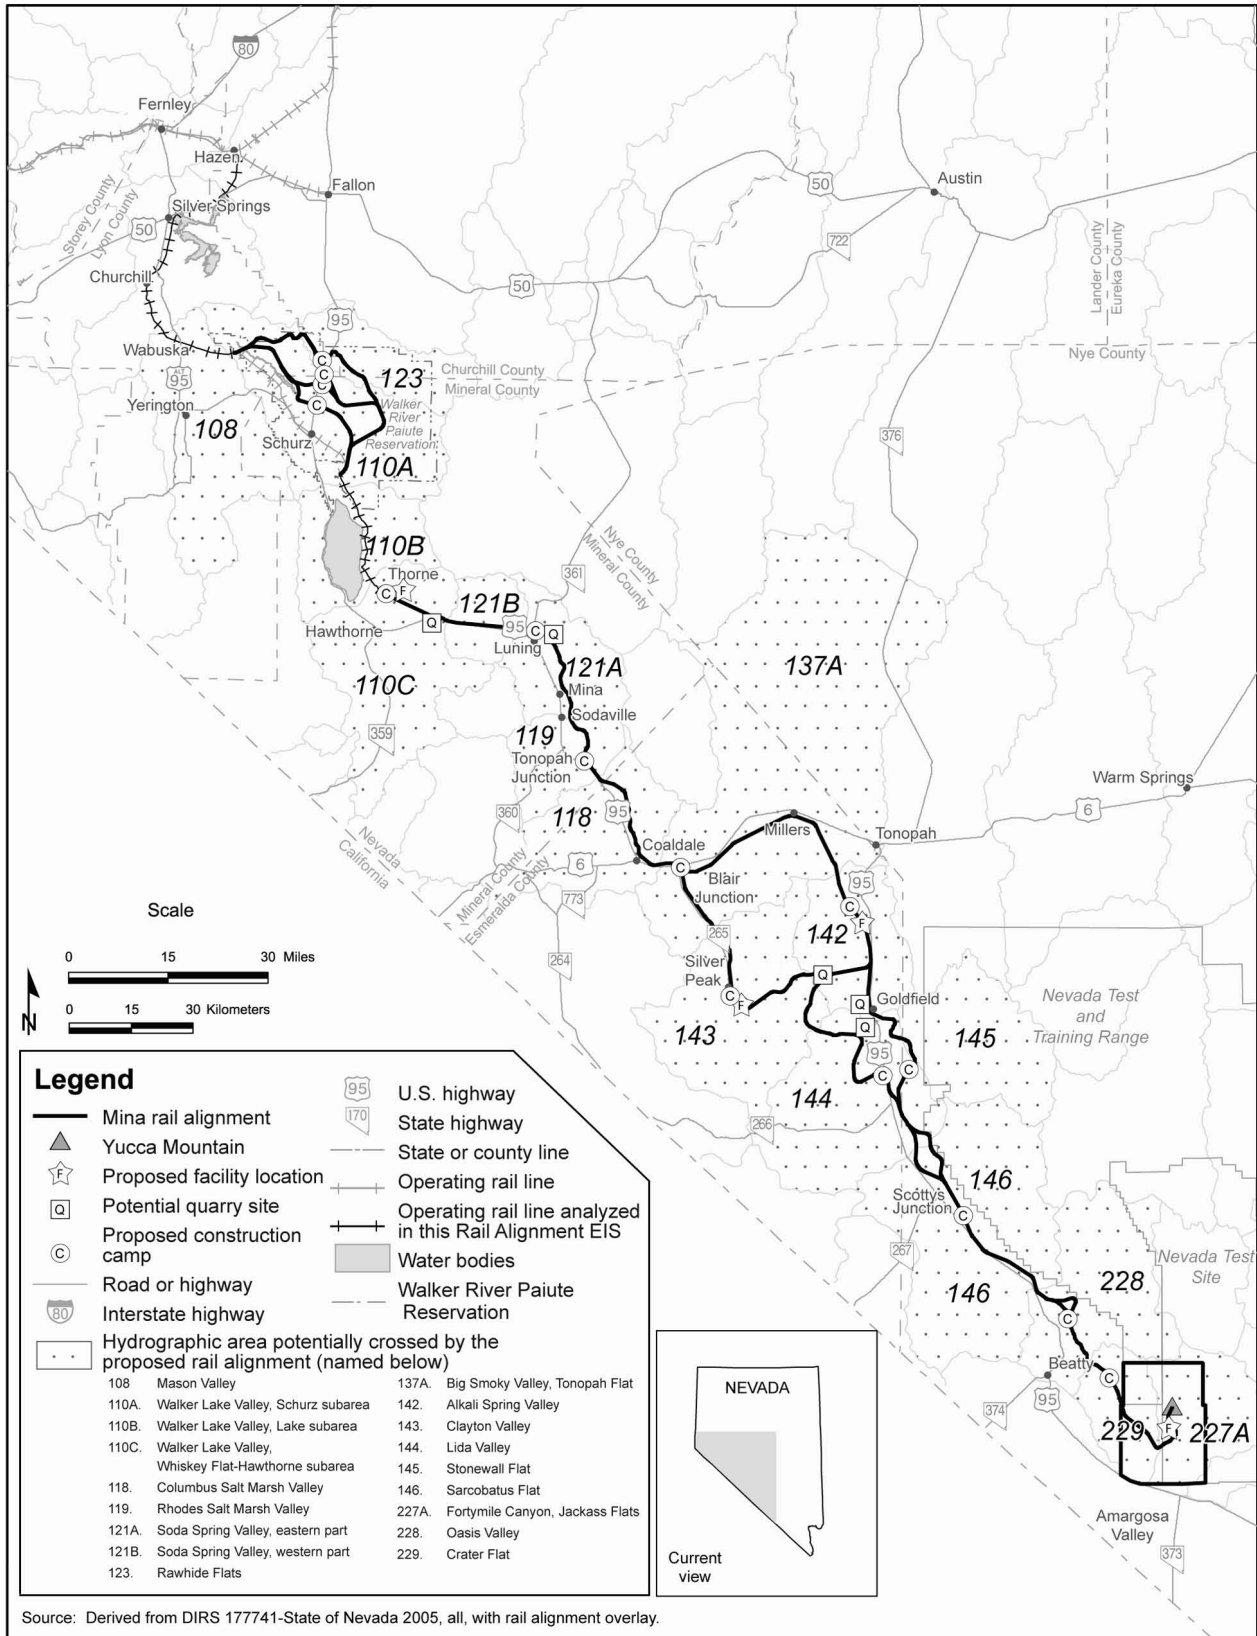 80
Fernley
Hazen
Fallon
Austin
50
Storey County
Lyon County
Silver Springs
50
722
Churchill
50
Lander County
Eureka County
95
Wabuska
Nye County
ALT
95
123
Churchill County
Mineral County
C
C
C
C
Yerington
108
Walker
River
Paiute
Reservation
376
Schurz
110A
110B
Nye County
Mineral County
Thorne
C
F
361
121B
Q
95
C
Q
Hawthorne
Luning
121A
137A
110C
Mina
Sodaville
359
119
Tonopah
Junction
C
Warm Springs
6
360
118
95
Millers
Tonopah
Nevada
California
Coaldale
6
C
Blair
Junction
95
Mineral County
Esmeralda County
773
C
F
265
142
264
Silver
Peak
Q
C
F
Q
Goldfield
Nevada Test
and
Training Range
Q
143
95
145
C
C
144
266
146
Scottys
Junction
C
267
Nevada Test
Site
146
228
C
Beatty
C
95
374
229
F
227A
Amargosa
Valley
373
Scale
0 15 30 Miles
0 15 30 Kilometers
N
Legend
Mina rail alignment
Yucca Mountain
F Proposed facility location
Q Potential quarry site
C Proposed construction
camp
Road or highway
80 Interstate highway
95 U.S. highway
170 State highway
State or county line
Operating rail line
Operating rail line analyzed
in this Rail Alignment EIS
Water bodies
Walker River Paiute
Reservation
Hydrographic area potentially crossed by the
proposed rail alignment (named below)
108 Mason Valley
110A. Walker Lake Valley, Schurz subarea
110B. Walker Lake Valley, Lake subarea
110C. Walker Lake Valley,
Whiskey Flat-Hawthorne subarea
118. Columbus Salt Marsh Valley
119. Rhodes Salt Marsh Valley
121A. Soda Spring Valley, eastern part
121B. Soda Spring Valley, western part
123. Rawhide Flats
137A. Big Smoky Valley, Tonopah Flat
142. Alkali Spring Valley
143. Clayton Valley
144. Lida Valley
145. Stonewall Flat
146. Sarcobatus Flat
227A. Fortymile Canyon, Jackass Flats
228. Oasis Valley
229. Crater Flat
NEVADA
Current
view
Source: Derived from DIRS 177741-State of Nevada 2005, all, with rail alignment overlay.